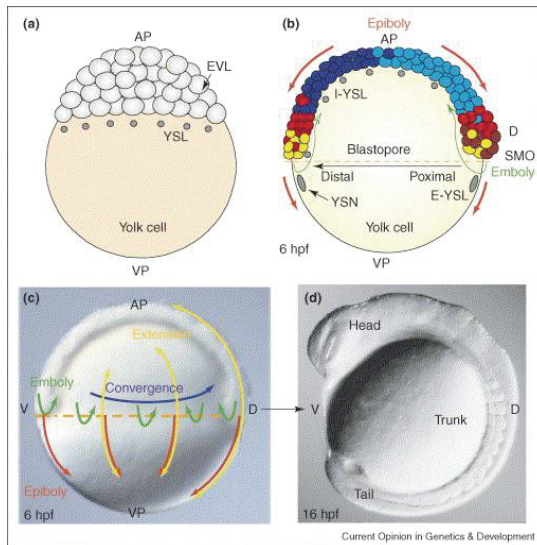 (a)
AP
EVL
YSL
Yolk cell
VP
(b)
Epiboly
AP
I-YSL
D
SMO
Blastopore
Emboly
Distal
Poximal
YSN
E-YSL
Yolk cell
6 hpf
VP
(c)
AP
Extension
Emboly
Convergence
V
D
Epiboly
VP
6 hpf
(d)
Head
V
D
Trunk
Tail
16 hpf
Current Opinion in Genetics & Development